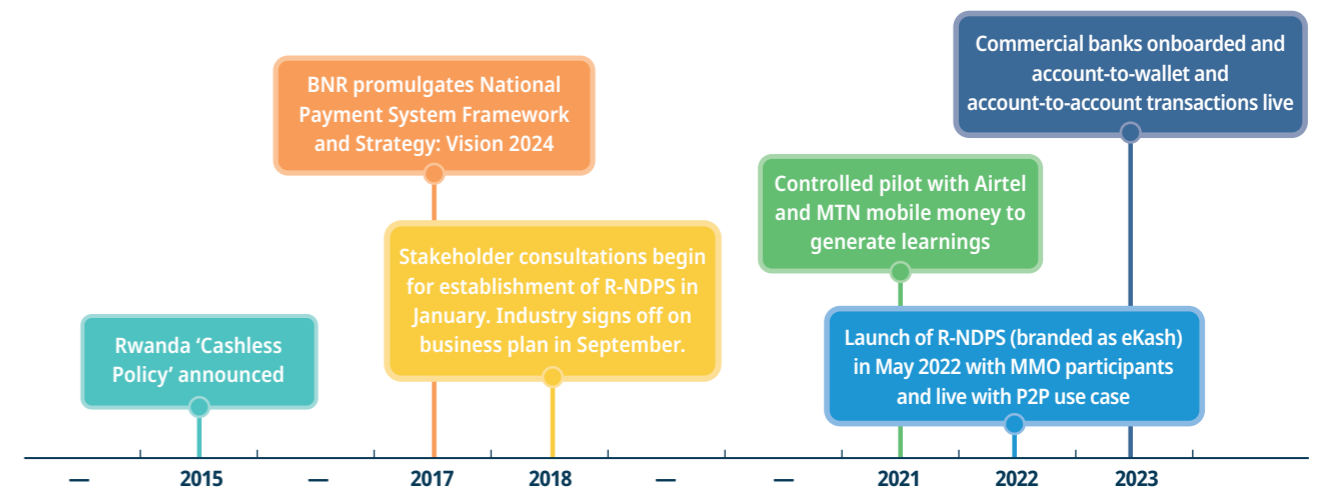 Rwanda ‘Cashless
Policy’ announced
BNR promulgates National
Payment System Framework
and Strategy: Vision 2024
Stakeholder consultations begin
for establishment of R-NDPS in
January. Industry signs off on
business plan in September.
Controlled pilot with Airtel
and MTN mobile money to
generate learnings
Launch of R-NDPS (branded as eKash)
in May 2022 with MMO participants
and live with P2P use case
Commercial banks onboarded and
account-to-wallet and
account-to-account transactions live
— 2015 — 2017 2018 — — 2021 2022 2023